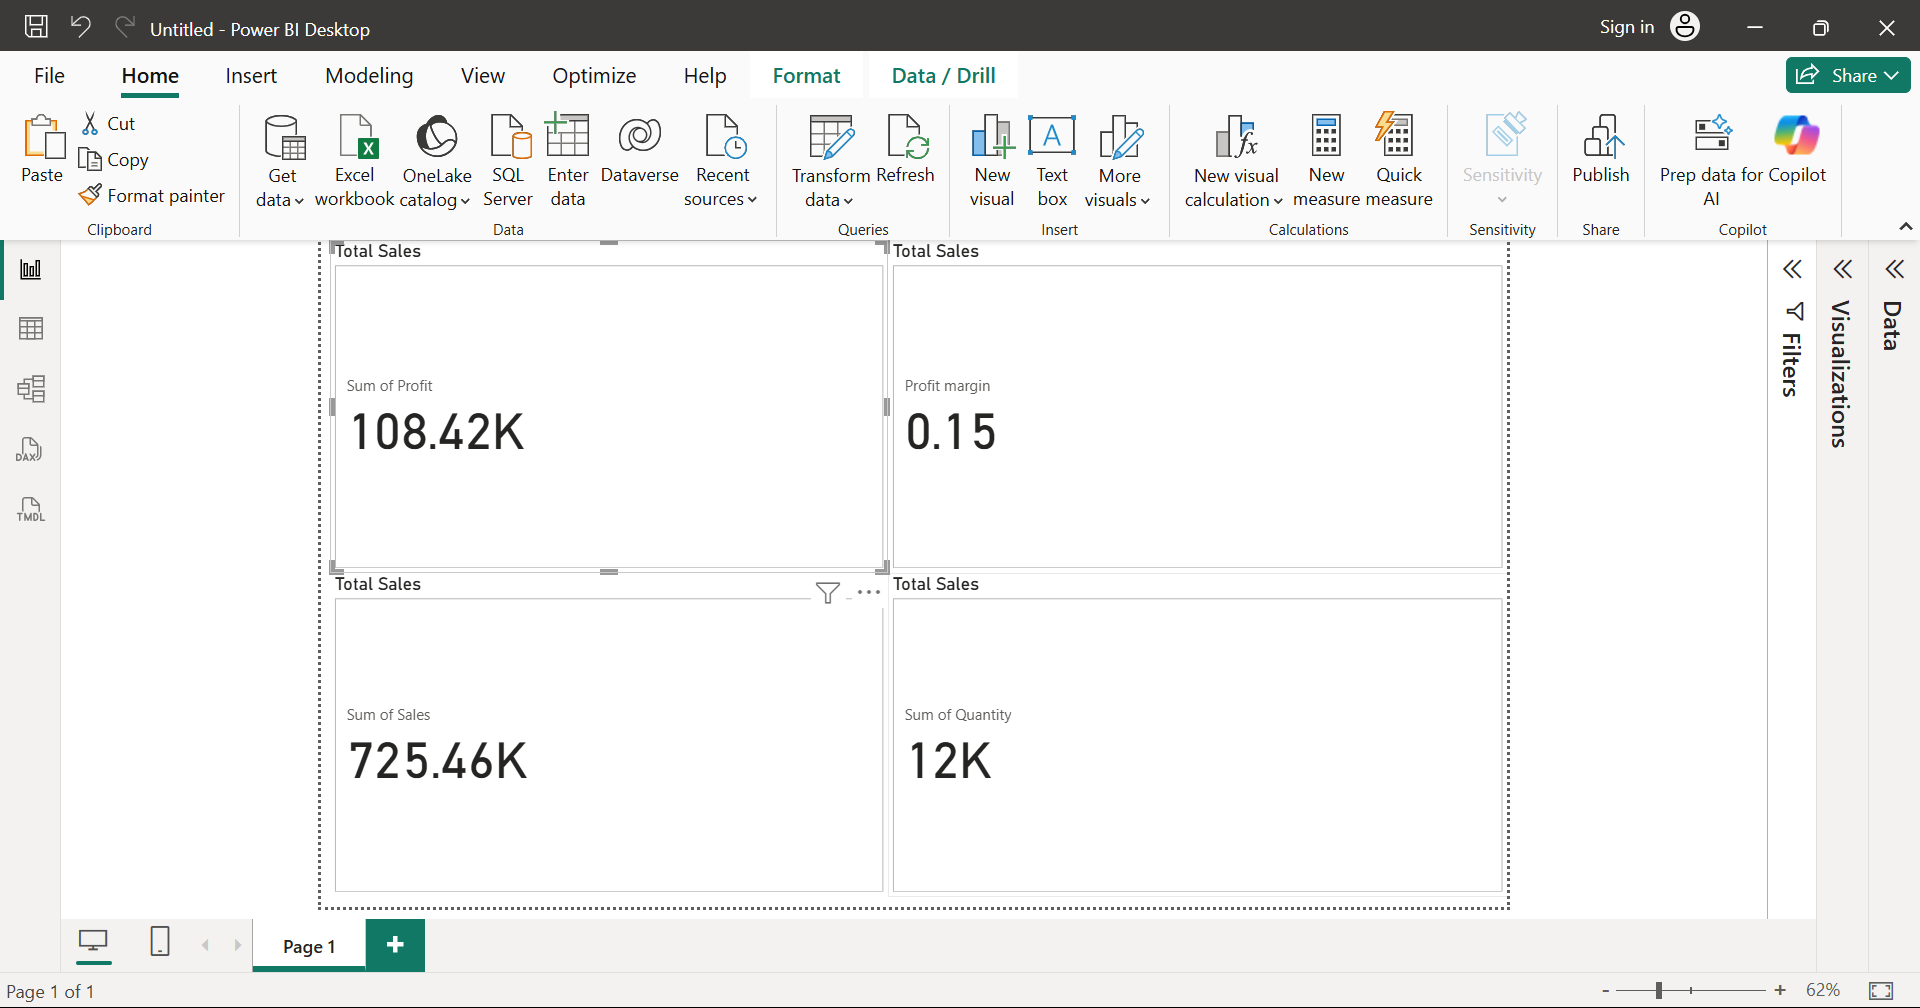 Untitled - Power BI Desktop
Sign in
File Home Insert Modeling View Optimize Help Format Data / Drill
Share
Paste
Cut
Copy
Format painter
Clipboard
Get data
Excel workbook
OneLake catalog
SQL Server
Enter data
Dataverse
Recent sources
Data
Transform data
Refresh
Queries
New visual
Text box
More visuals
Insert
New visual calculation
New measure
Quick measure
Calculations
Sensitivity
Sensitivity
Publish
Share
Prep data for AI
Copilot
Copilot
DAX
TMDL
Total Sales
Sum of Profit
108.42K
Total Sales
Profit margin
0.15
Total Sales
Sum of Sales
725.46K
Total Sales
Sum of Quantity
12K
Filters
Visualizations
Data
Page 1
Page 1 of 1
- + 62%